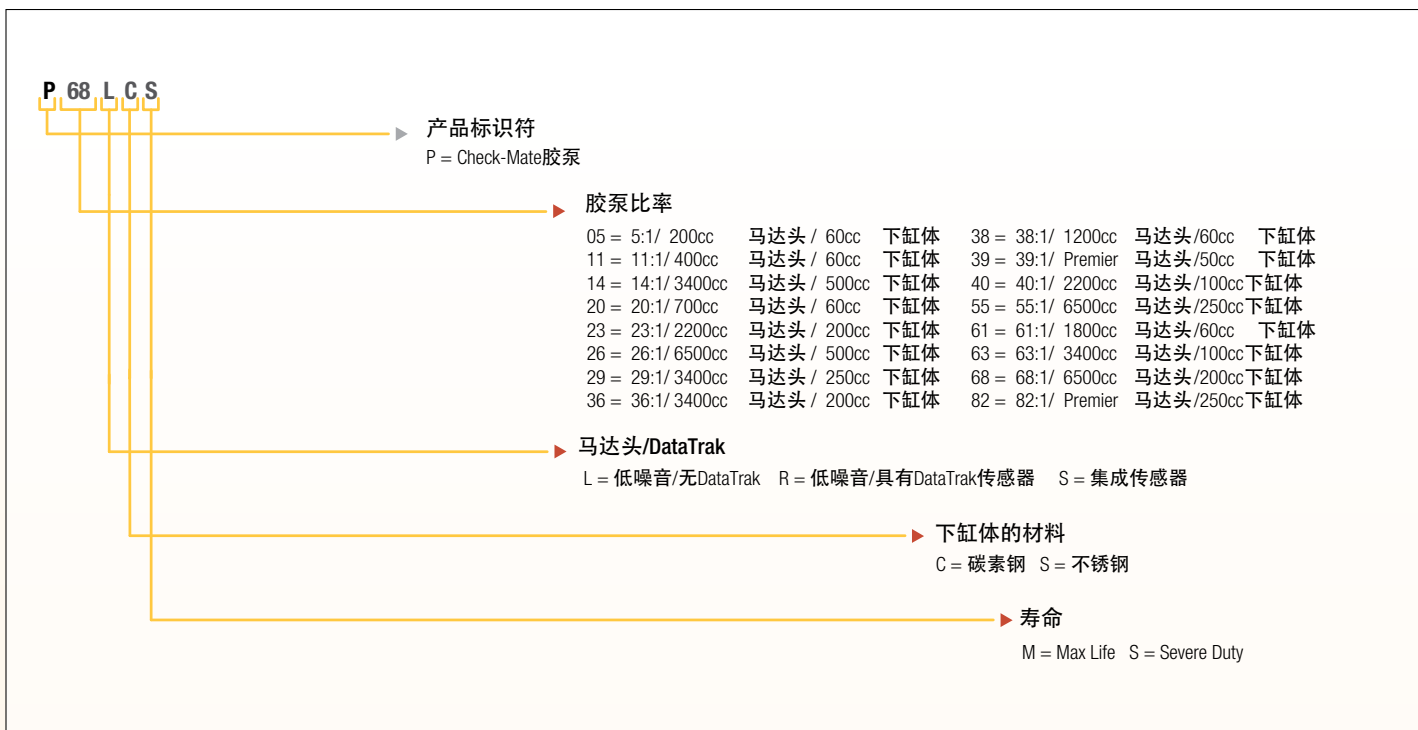 P 68 L C S
产品标识符
P = Check-Mate胶泵
胶泵比率
05 = 5:1/ 200cc 马达头 / 60cc 下缸体 38 = 38:1/ 1200cc 马达头/60cc 下缸体
11 = 11:1/ 400cc 马达头 / 60cc 下缸体 39 = 39:1/ Premier 马达头/50cc 下缸体
14 = 14:1/ 3400cc 马达头 / 500cc 下缸体 40 = 40:1/ 2200cc 马达头/100cc下缸体
20 = 20:1/ 700cc 马达头 / 60cc 下缸体 55 = 55:1/ 6500cc 马达头/250cc下缸体
23 = 23:1/ 2200cc 马达头 / 200cc 下缸体 61 = 61:1/ 1800cc 马达头/60cc 下缸体
26 = 26:1/ 6500cc 马达头 / 500cc 下缸体 63 = 63:1/ 3400cc 马达头/100cc下缸体
29 = 29:1/ 3400cc 马达头 / 250cc 下缸体 68 = 68:1/ 6500cc 马达头/200cc下缸体
36 = 36:1/ 3400cc 马达头 / 200cc 下缸体 82 = 82:1/ Premier 马达头/250cc下缸体
马达头/DataTrak
L = 低噪音/无DataTrak R = 低噪音/具有DataTrak传感器 S = 集成传感器
下缸体的材料
C = 碳素钢 S = 不锈钢
寿命
M = Max Life S = Severe Duty